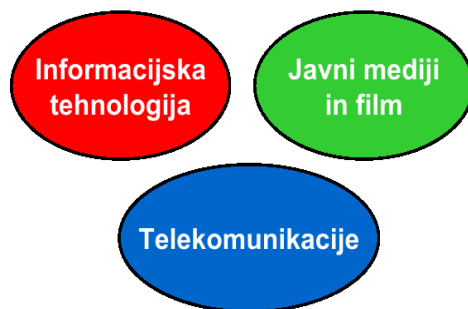 Informacijska
tehnologija
Javni mediji
in film
Telekomunikacije